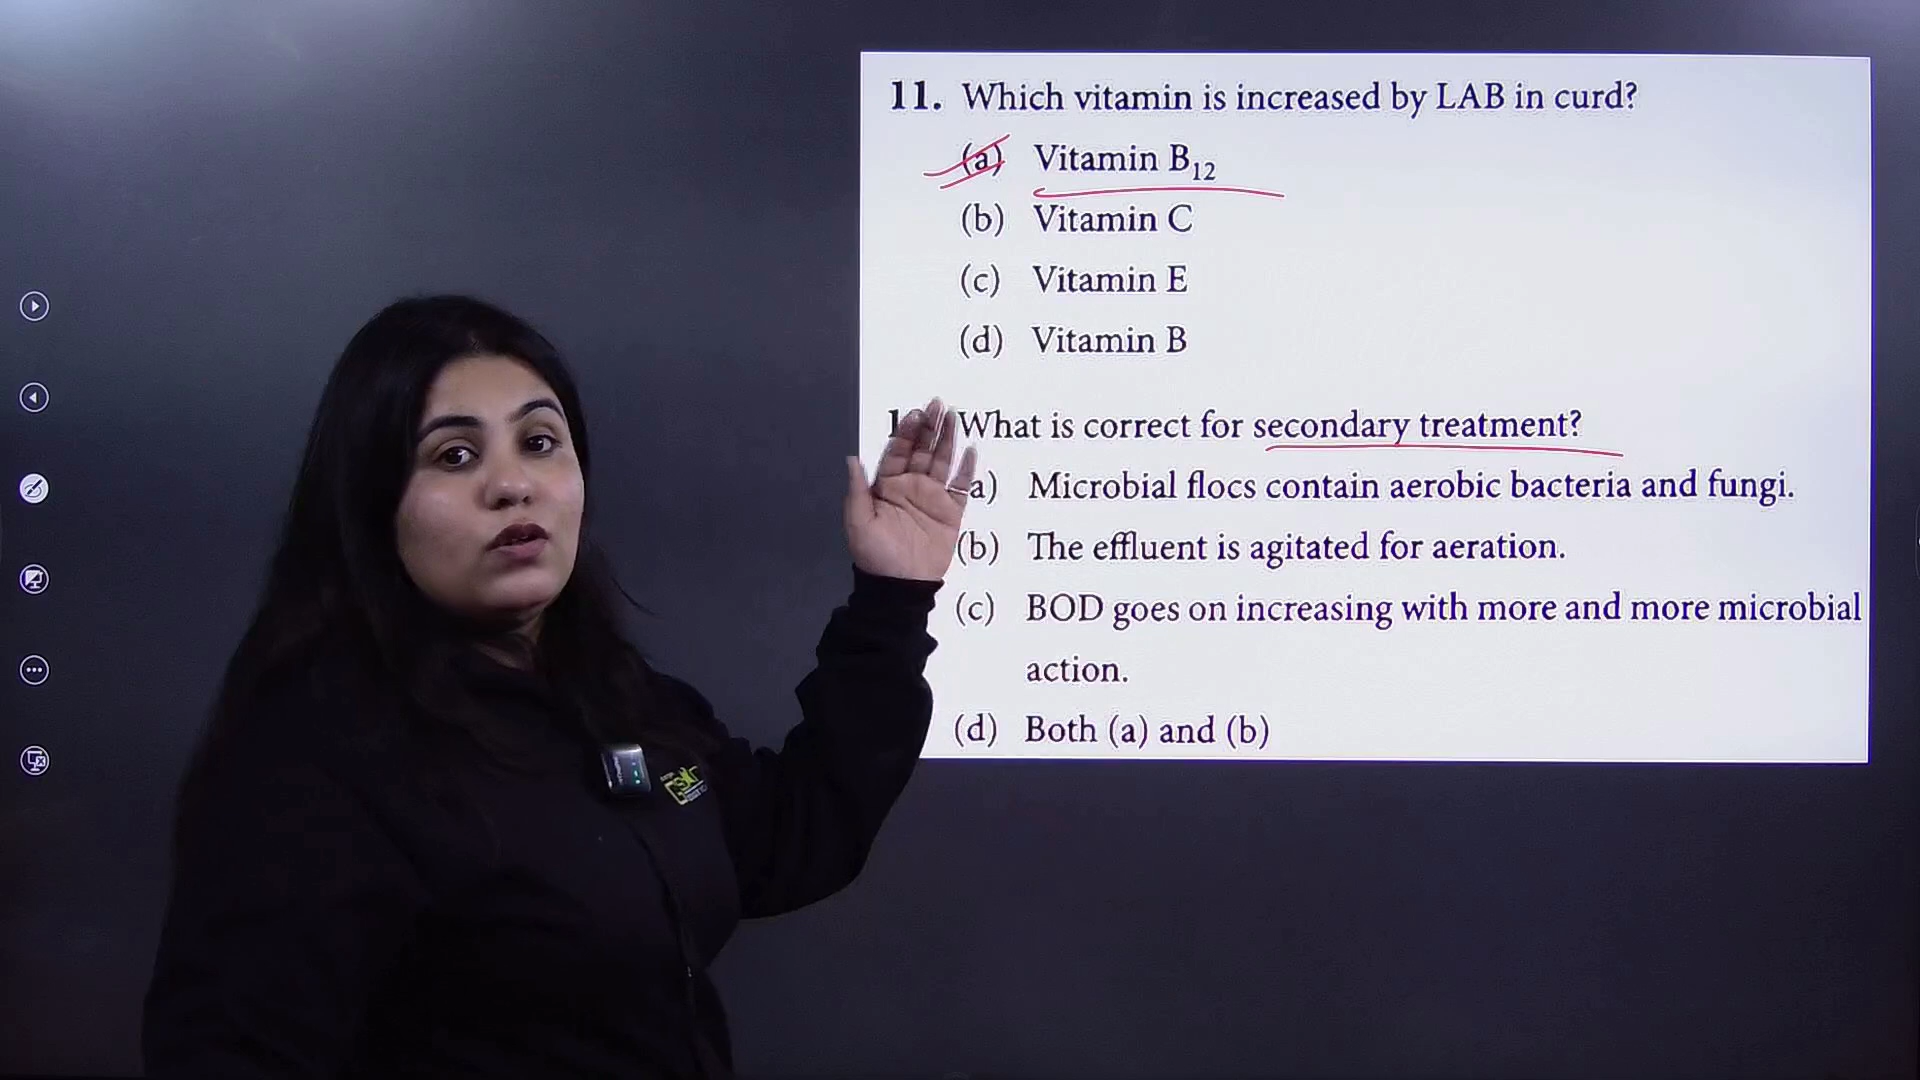 11. Which vitamin is increased by LAB in curd?
(a) Vitamin B₁₂
(b) Vitamin C
(c) Vitamin E
(d) Vitamin B
What is correct for secondary treatment?
a) Microbial flocs contain aerobic bacteria and fungi.
(b) The effluent is agitated for aeration.
(c) BOD goes on increasing with more and more microbial
action.
(d) Both (a) and (b)